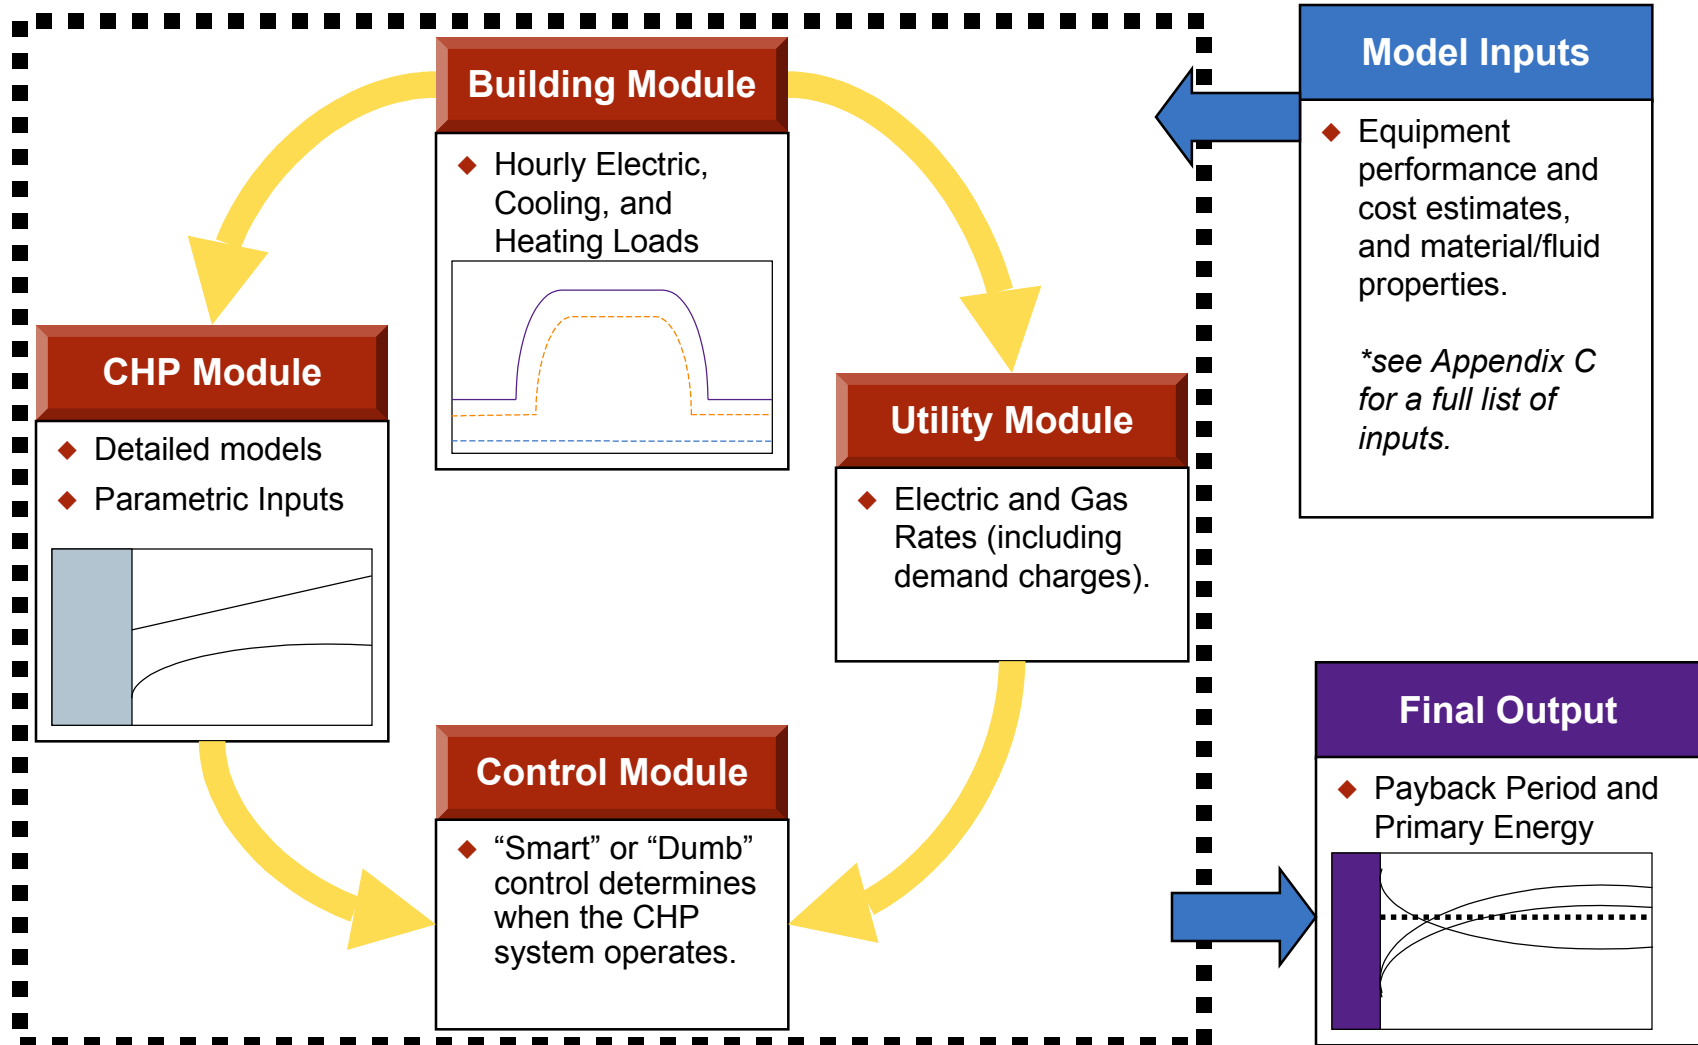 Building Module
Hourly Electric,
Cooling, and
Heating Loads
CHP Module
Detailed models
Parametric Inputs
Utility Module
Electric and Gas
Rates (including
demand charges).
Control Module
“Smart” or “Dumb”
control determines
when the CHP
system operates.
Model Inputs
Equipment
performance and
cost estimates,
and material/fluid
properties.
*see Appendix C
for a full list of
inputs.
Final Output
Payback Period and
Primary Energy